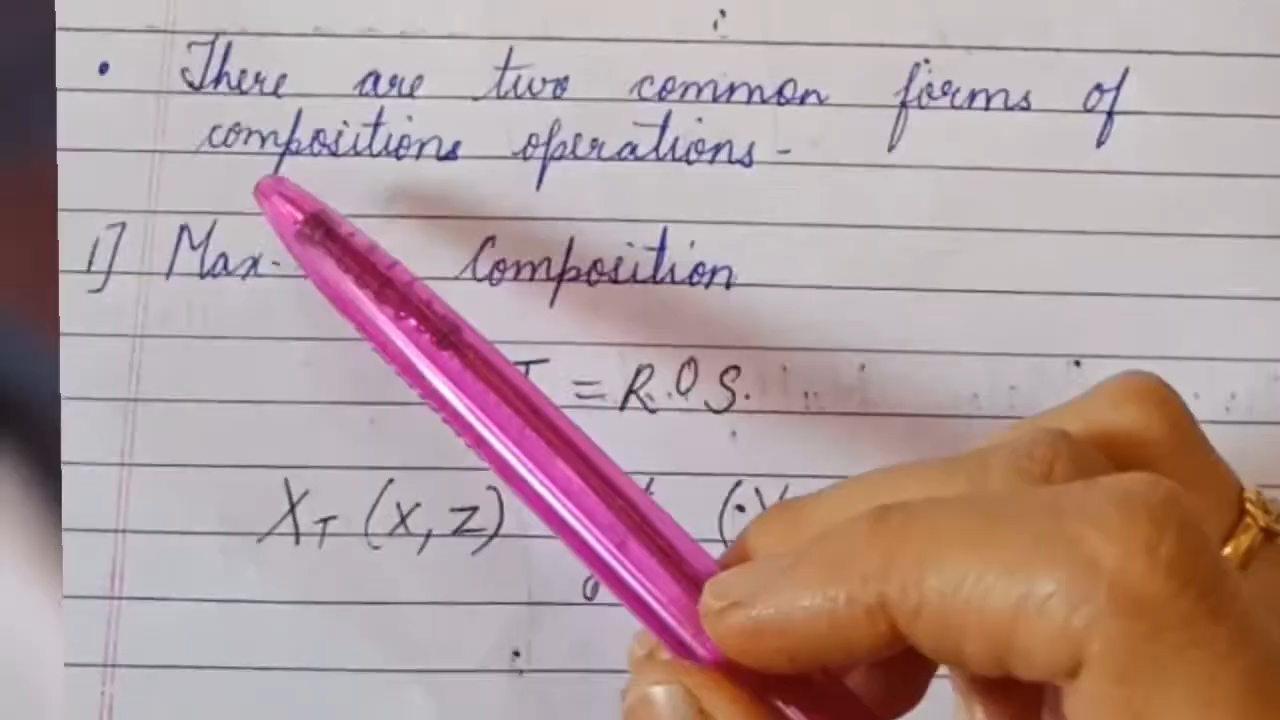 • There are two common forms of
compositions operations -
1] Max- Composition
T = R.O S.
X_T (x, z) (